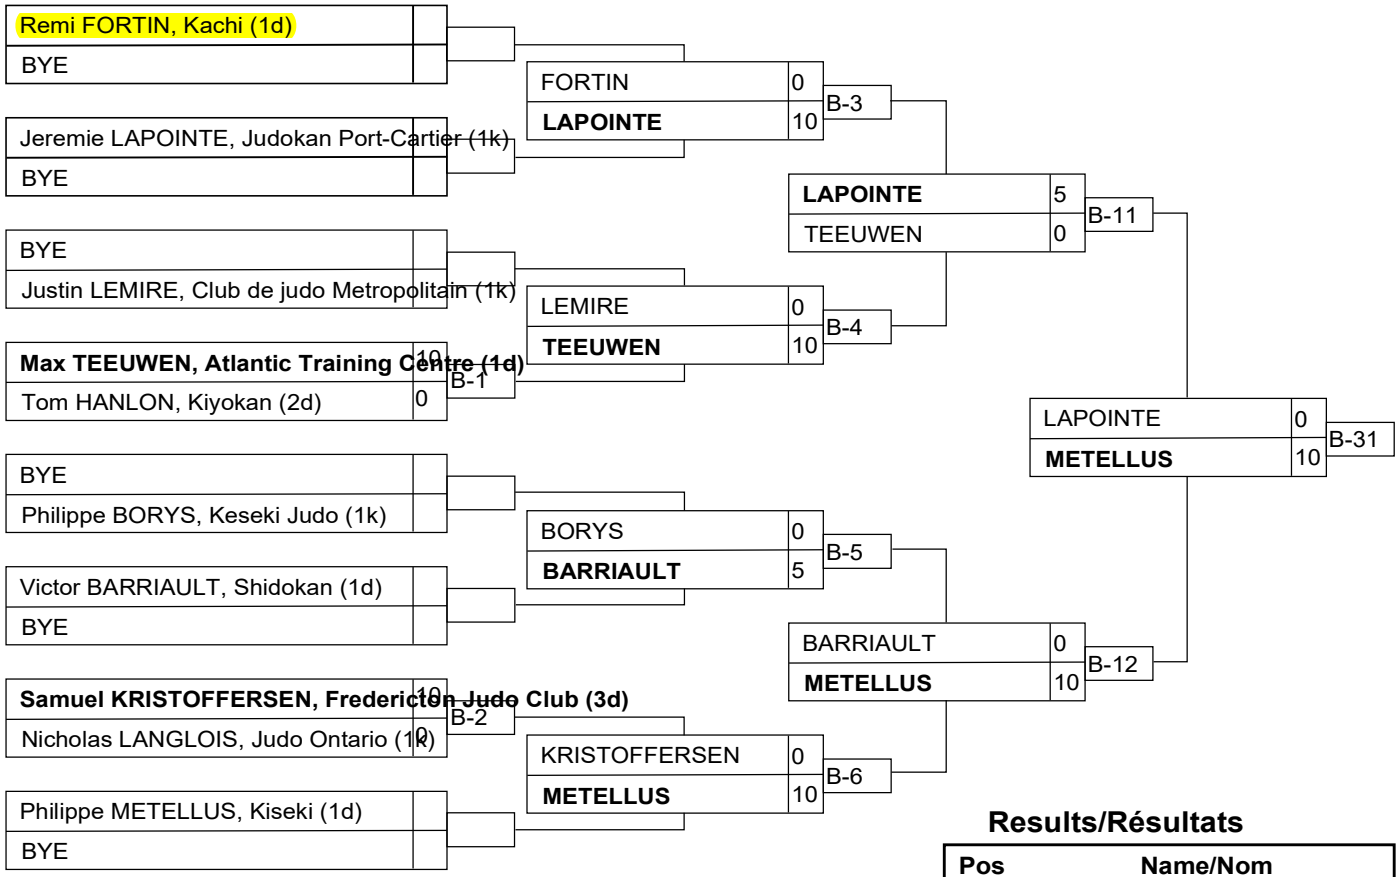 Remi FORTIN, Kachi (1d)
BYE
Jeremie LAPOINTE, Judokan Port-Cartier (1k)
BYE
BYE
Justin LEMIRE, Club de judo Metropolitain (1k)
Max TEEUWEN, Atlantic Training Centre (1d) 10
Tom HANLON, Kiyokan (2d) 0
B-1
BYE
Philippe BORYS, Keseki Judo (1k)
Victor BARRIAULT, Shidokan (1d)
BYE
Samuel KRISTOFFERSEN, Fredericton Judo Club (3d) 10
Nicholas LANGLOIS, Judo Ontario (1k) 0
B-2
Philippe METELLUS, Kiseki (1d)
BYE
FORTIN 0
LAPOINTE 10
B-3
LEMIRE 0
TEEUWEN 10
B-4
BORYS 0
BARRIAULT 5
B-5
KRISTOFFERSEN 0
METELLUS 10
B-6
LAPOINTE 5
TEEUWEN 0
B-11
BARRIAULT 0
METELLUS 10
B-12
LAPOINTE 0
METELLUS 10
B-31
Results/Résultats
Pos Name/Nom